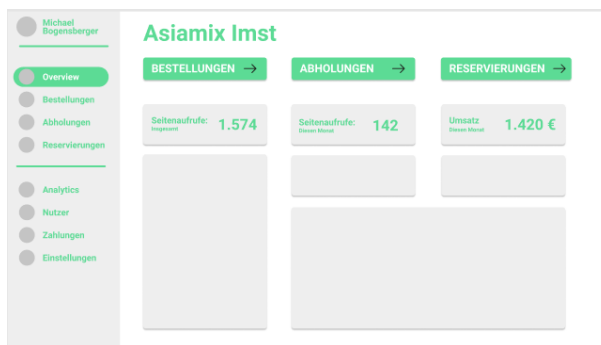 Michael
Bogensberger
Overview
Bestellungen
Abholungen
Reservierungen
Analytics
Nutzer
Zahlungen
Einstellungen
Asiamix Imst
BESTELLUNGEN →
ABHOLUNGEN →
RESERVIERUNGEN →
Seitenaufrufe: 1.574
Insgesamt
Seitenaufrufe: 142
Diesen Monat
Umsatz 1.420 €
Diesen Monat